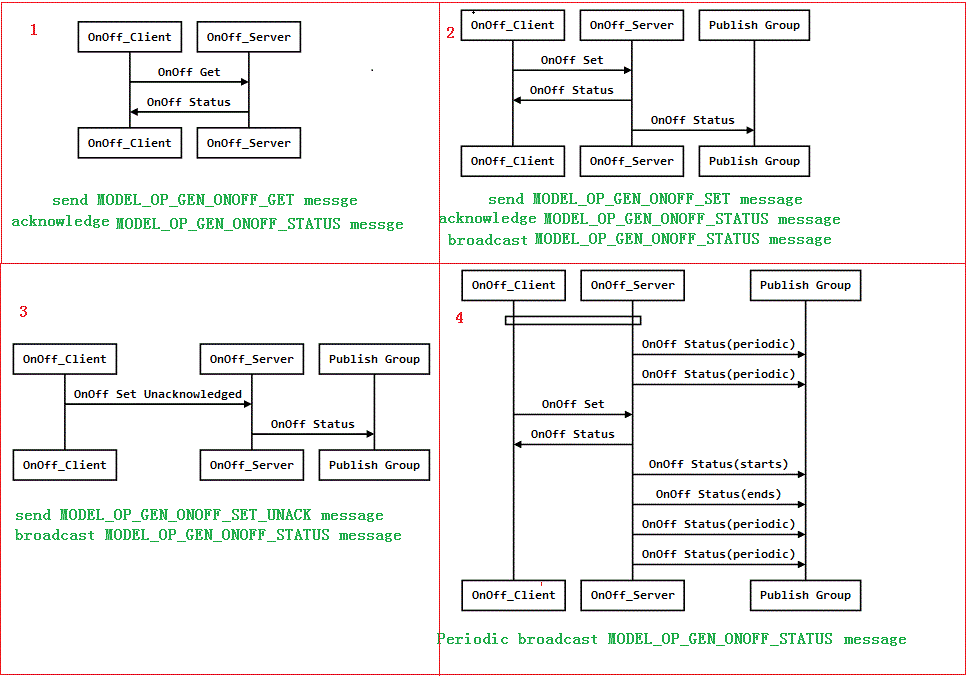 1
OnOff_Client
OnOff_Server
OnOff Get
OnOff Status
OnOff_Client
OnOff_Server
send MODEL_OP_GEN_ONOFF_GET messge
acknowledge MODEL_OP_GEN_ONOFF_STATUS messge
2
OnOff_Client
OnOff_Server
Publish Group
OnOff Set
OnOff Status
OnOff Status
OnOff_Client
OnOff_Server
Publish Group
send MODEL_OP_GEN_ONOFF_SET message
acknowledge MODEL_OP_GEN_ONOFF_STATUS message
broadcast MODEL_OP_GEN_ONOFF_STATUS message
3
OnOff_Client
OnOff_Server
Publish Group
OnOff Set Unacknowledged
OnOff Status
OnOff_Client
OnOff_Server
Publish Group
send MODEL_OP_GEN_ONOFF_SET_UNACK message
broadcast MODEL_OP_GEN_ONOFF_STATUS message
4
OnOff_Client
OnOff_Server
Publish Group
OnOff Status(periodic)
OnOff Status(periodic)
OnOff Set
OnOff Status
OnOff Status(starts)
OnOff Status(ends)
OnOff Status(periodic)
OnOff Status(periodic)
OnOff_Client
OnOff_Server
Publish Group
Periodic broadcast MODEL_OP_GEN_ONOFF_STATUS message